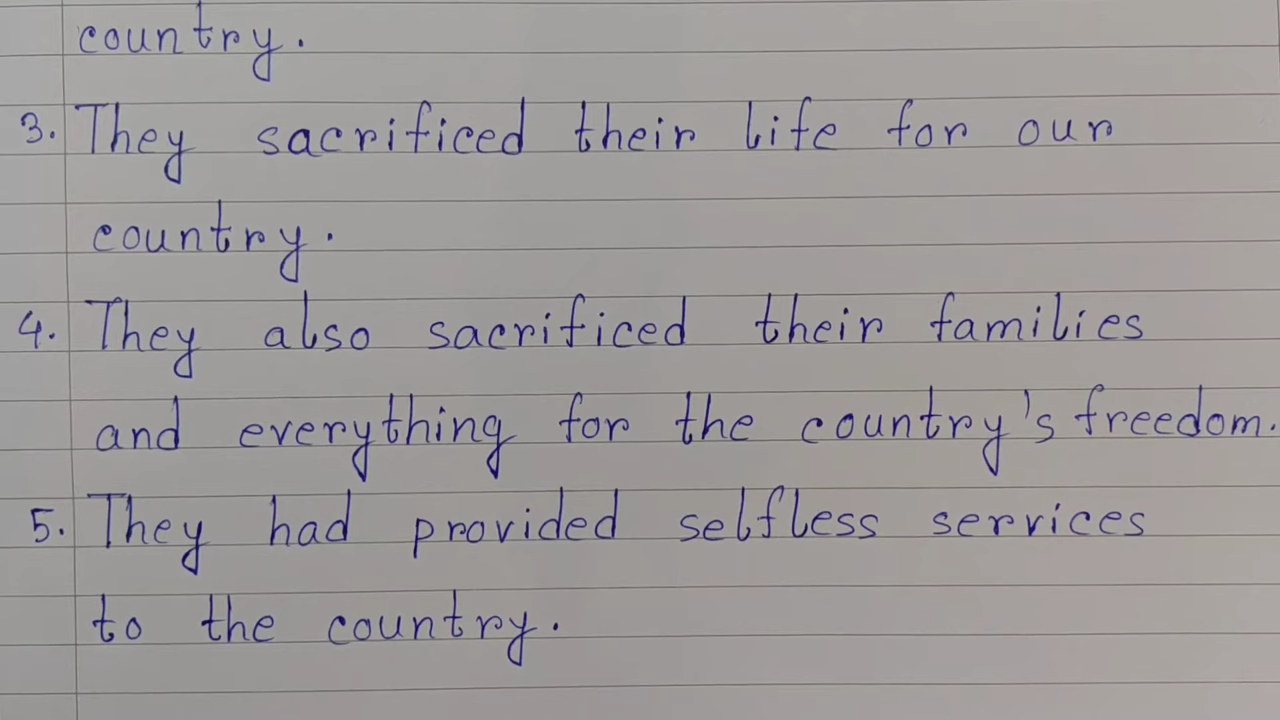 country.
3. They sacrificed their life for our
country.
4. They also sacrificed their families
and everything for the country's freedom.
5. They had provided selfless services
to the country.